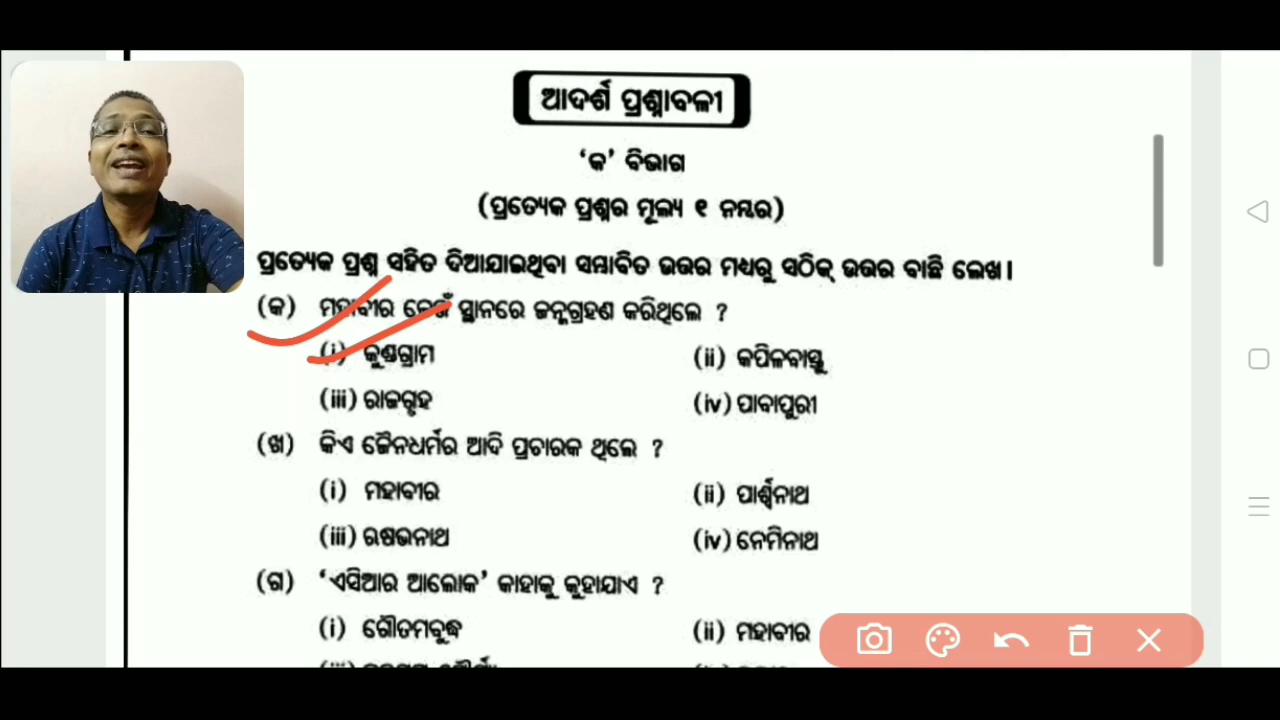 ଆଦର୍ଶ ପ୍ରଶ୍ନାବଳୀ
‘କ’ ବିଭାଗ
(ପ୍ରତ୍ୟେକ ପ୍ରଶ୍ନର ମୂଲ୍ୟ ୧ ନମ୍ବର)
ପ୍ରତ୍ୟେକ ପ୍ରଶ୍ନ ସହିତ ଦିଆଯାଇଥିବା ସମ୍ଭାବିତ ଉତ୍ତର ମଧ୍ୟରୁ ସଠିକ୍ ଉତ୍ତର ବାଛି ଲେଖ।
(କ) ମହାବୀର କେଉଁ ସ୍ଥାନରେ ଜନ୍ମଗ୍ରହଣ କରିଥିଲେ ?
(i) କୁଣ୍ଡଗ୍ରାମ (ii) କପିଳବାସ୍ତୁ
(iii) ରାଜଗୃହ (iv) ପାବାପୁରୀ
(ଖ) କିଏ ଜୈନଧର୍ମର ଆଦି ପ୍ରଚାରକ ଥିଲେ ?
(i) ମହାବୀର (ii) ପାର୍ଶ୍ୱନାଥ
(iii) ଋଷଭନାଥ (iv) ନେମିନାଥ
(ଗ) ‘ଏସିଆର ଆଲୋକ’ କାହାକୁ କୁହାଯାଏ ?
(i) ଗୌତମବୁଦ୍ଧ (ii) ମହାବୀର